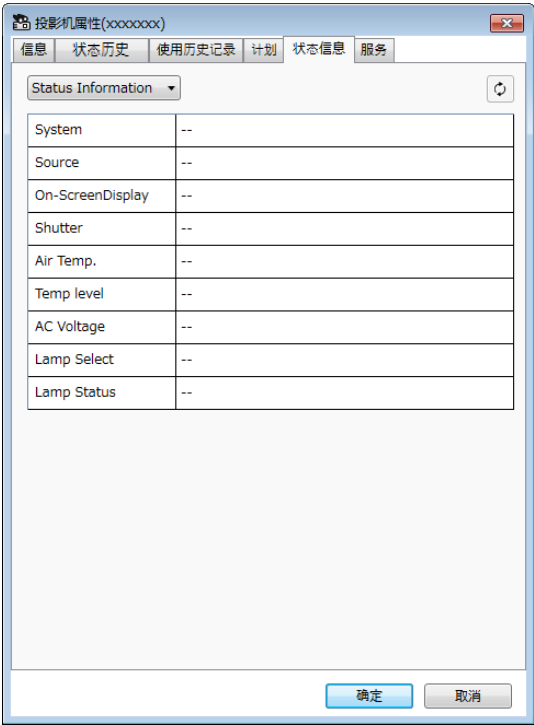 投影机属性(xxxxxxx)
信息 状态历史 使用历史记录 计划 状态信息 服务
Status Information
System --
Source --
On-ScreenDisplay --
Shutter --
Air Temp. --
Temp level --
AC Voltage --
Lamp Select --
Lamp Status --
确定 取消